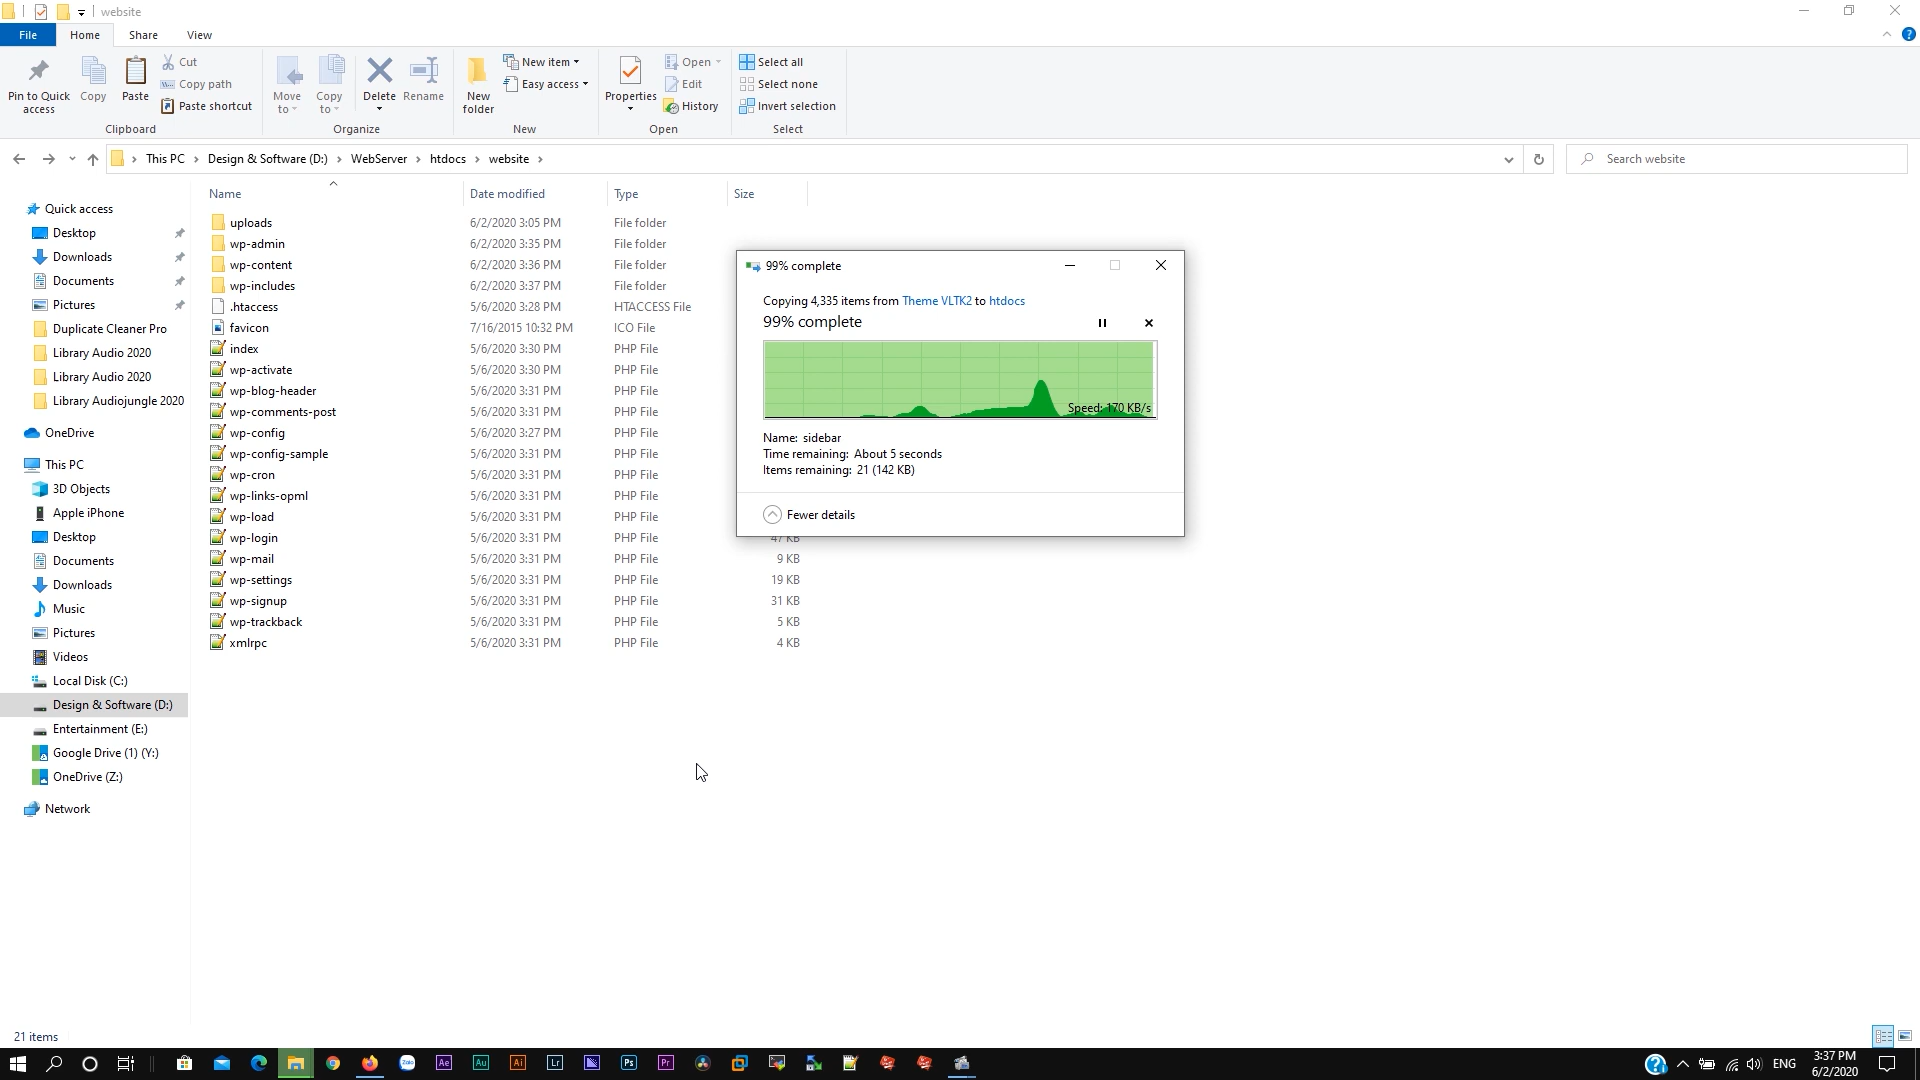 website
File Home Share View
Pin to Quick access
Copy
Paste
Cut
Copy path
Paste shortcut
Clipboard
Move to
Copy to
Delete
Rename
Organize
New folder
New item
Easy access
New
Properties
Open
Edit
History
Open
Select all
Select none
Invert selection
Select
This PC Design & Software (D:) WebServer htdocs website
Search website
Quick access
Desktop
Downloads
Documents
Pictures
Duplicate Cleaner Pro
Library Audio 2020
Library Audio 2020
Library Audiojungle 2020
OneDrive
This PC
3D Objects
Apple iPhone
Desktop
Documents
Downloads
Music
Pictures
Videos
Local Disk (C:)
Design & Software (D:)
Entertainment (E:)
Google Drive (1) (Y:)
OneDrive (Z:)
Network
Name Date modified Type Size
uploads 6/2/2020 3:05 PM File folder
wp-admin 6/2/2020 3:35 PM File folder
wp-content 6/2/2020 3:36 PM File folder
wp-includes 6/2/2020 3:37 PM File folder
.htaccess 5/6/2020 3:28 PM HTACCESS File
favicon 7/16/2015 10:32 PM ICO File
index 5/6/2020 3:30 PM PHP File
wp-activate 5/6/2020 3:30 PM PHP File
wp-blog-header 5/6/2020 3:31 PM PHP File
wp-comments-post 5/6/2020 3:31 PM PHP File
wp-config 5/6/2020 3:27 PM PHP File
wp-config-sample 5/6/2020 3:31 PM PHP File
wp-cron 5/6/2020 3:31 PM PHP File
wp-links-opml 5/6/2020 3:31 PM PHP File
wp-load 5/6/2020 3:31 PM PHP File
wp-login 5/6/2020 3:31 PM PHP File 47 KB
wp-mail 5/6/2020 3:31 PM PHP File 9 KB
wp-settings 5/6/2020 3:31 PM PHP File 19 KB
wp-signup 5/6/2020 3:31 PM PHP File 31 KB
wp-trackback 5/6/2020 3:31 PM PHP File 5 KB
xmlrpc 5/6/2020 3:31 PM PHP File 4 KB
99% complete
Copying 4,335 items from Theme VLTK2 to htdocs
99% complete
Speed: 170 KB/s
Name: sidebar
Time remaining: About 5 seconds
Items remaining: 21 (142 KB)
Fewer details
21 items
Zalo Ae Au Ai Lr Ps Pr
ENG
3:37 PM
6/2/2020